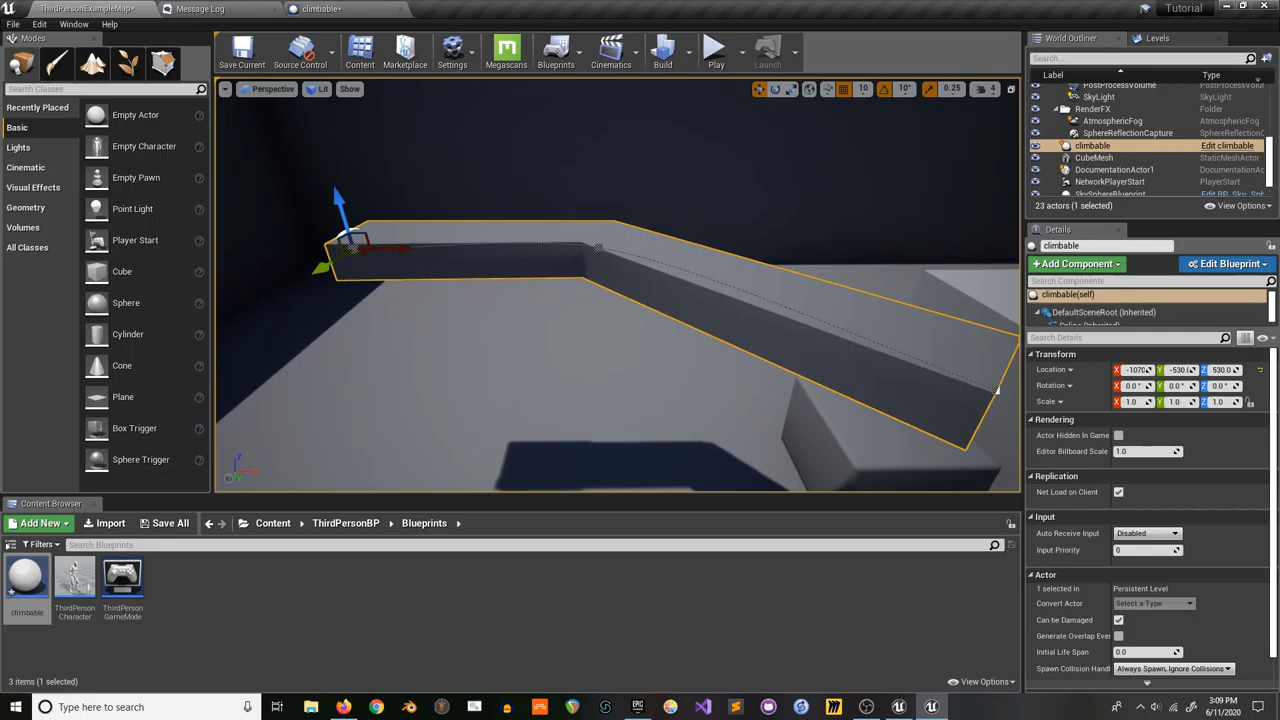 ThirdPersonExampleMap*
Message Log
climbable*
Tutorial
File Edit Window Help
Modes
Search Classes
Recently Placed
Basic
Lights
Cinematic
Visual Effects
Geometry
Volumes
All Classes
Empty Actor
Empty Character
Empty Pawn
Point Light
Player Start
Cube
Sphere
Cylinder
Cone
Plane
Box Trigger
Sphere Trigger
Save Current
Source Control
Content
Marketplace
Settings
Megascans
Blueprints
Cinematics
Build
Play
Launch
Perspective
Lit
Show
10
10°
0.25
4
World Outliner
Levels
Search...
Label
Type
PostProcessVolume
PostProcessVolume
SkyLight
SkyLight
RenderFX
Folder
AtmosphericFog
AtmosphericFog
SphereReflectionCapture
SphereReflectionC
climbable
Edit climbable
CubeMesh
StaticMeshActor
DocumentationActor1
DocumentationAc
NetworkPlayerStart
PlayerStart
SkySphereBlueprint
Edit BP_Sky_Sp
23 actors (1 selected)
View Options
Details
climbable
Add Component
Edit Blueprint
Search Components
climbable(self)
DefaultSceneRoot (Inherited)
Spline (Inherited)
Search Details
Transform
Location
X -1070
Y -530.0
Z 530.0
Rotation
X 0.0°
Y 0.0°
Z 0.0°
Scale
X 1.0
Y 1.0
Z 1.0
Rendering
Actor Hidden In Game
Editor Billboard Scale
1.0
Replication
Net Load on Client
Input
Auto Receive Input
Disabled
Input Priority
0
Actor
1 selected in
Persistent Level
Convert Actor
Select a Type
Can be Damaged
Generate Overlap Ever
Initial Life Span
0.0
Spawn Collision Handl
Always Spawn, Ignore Collisions
Content Browser
Add New
Import
Save All
Content
ThirdPersonBP
Blueprints
Filters
Search Blueprints
climbable
ThirdPerson
Character
ThirdPerson
GameMode
3 items (1 selected)
View Options
Type here to search
3:09 PM
6/11/2020